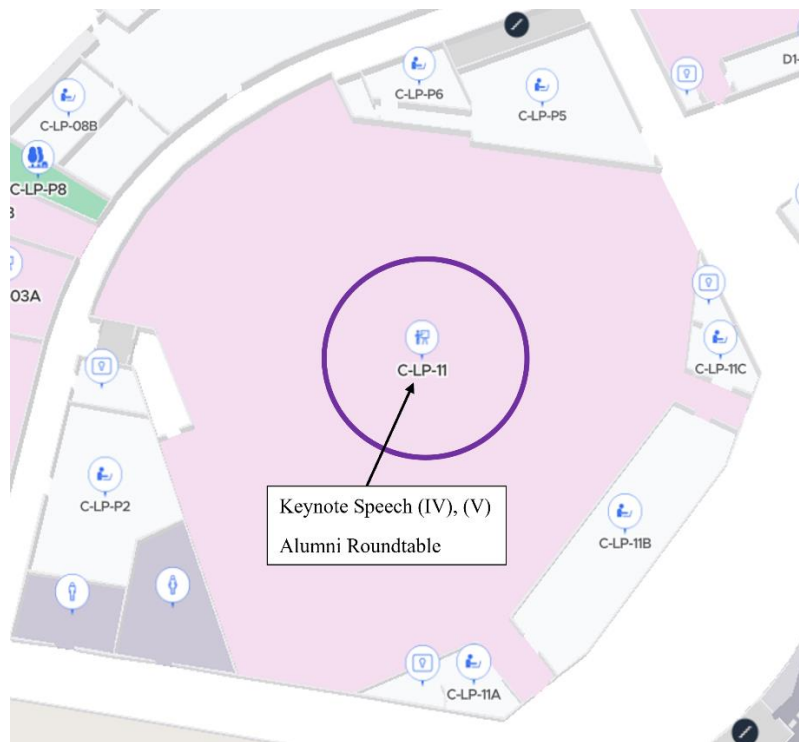 C-LP-P6
C-LP-P5
D1-
C-LP-08B
C-LP-P8
3
03A
C-LP-11
C-LP-11C
Keynote Speech (IV), (V)
Alumni Roundtable
C-LP-P2
C-LP-11B
C-LP-11A